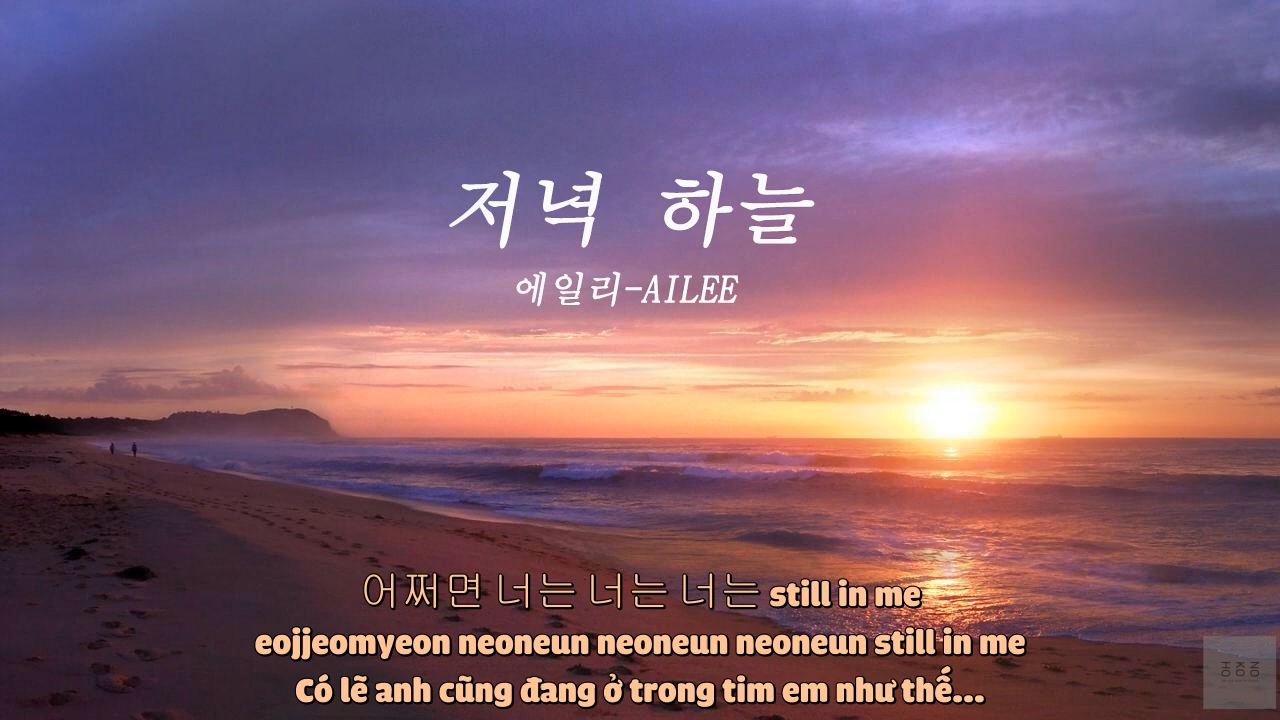 저녁 하늘
에일리-AILEE
어쩌면 너는 너는 너는 still in me
eojjeomyeon neoneun neoneun neoneun still in me
Có lẽ anh cũng đang ở trong tim em như thế...